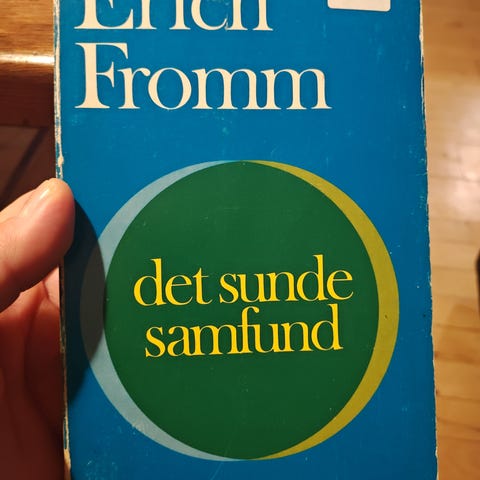 Erich
Fromm
det sunde
samfund